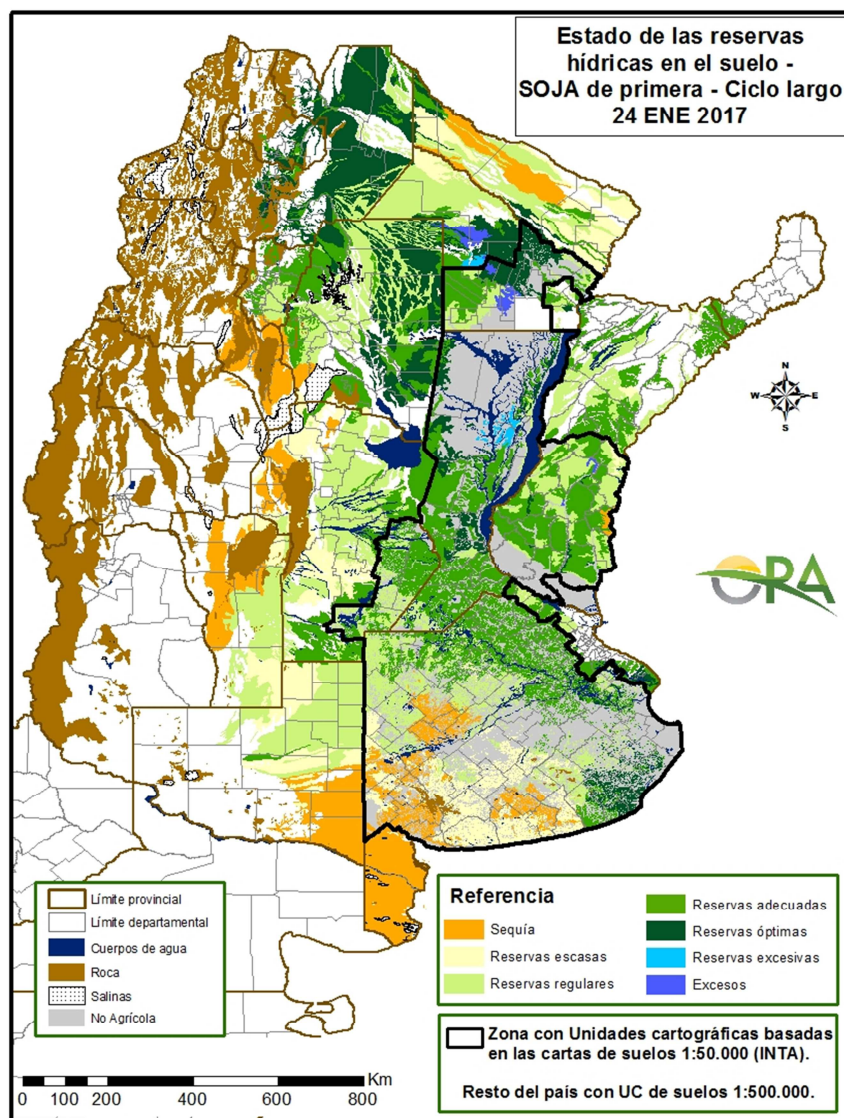 Estado de las reservas
hídricas en el suelo -
SOJA de primera - Ciclo largo
24 ENE 2017
N
W
E
S
ORA
Límite provincial
Límite departamental
Cuerpos de agua
Roca
Salinas
No Agrícola
Referencia
Sequía
Reservas escasas
Reservas regulares
Reservas adecuadas
Reservas óptimas
Reservas excesivas
Excesos
Zona con Unidades cartográficas basadas
en las cartas de suelos 1:50.000 (INTA).
Resto del país con UC de suelos 1:500.000.
Km
0 100 200 400 600 800